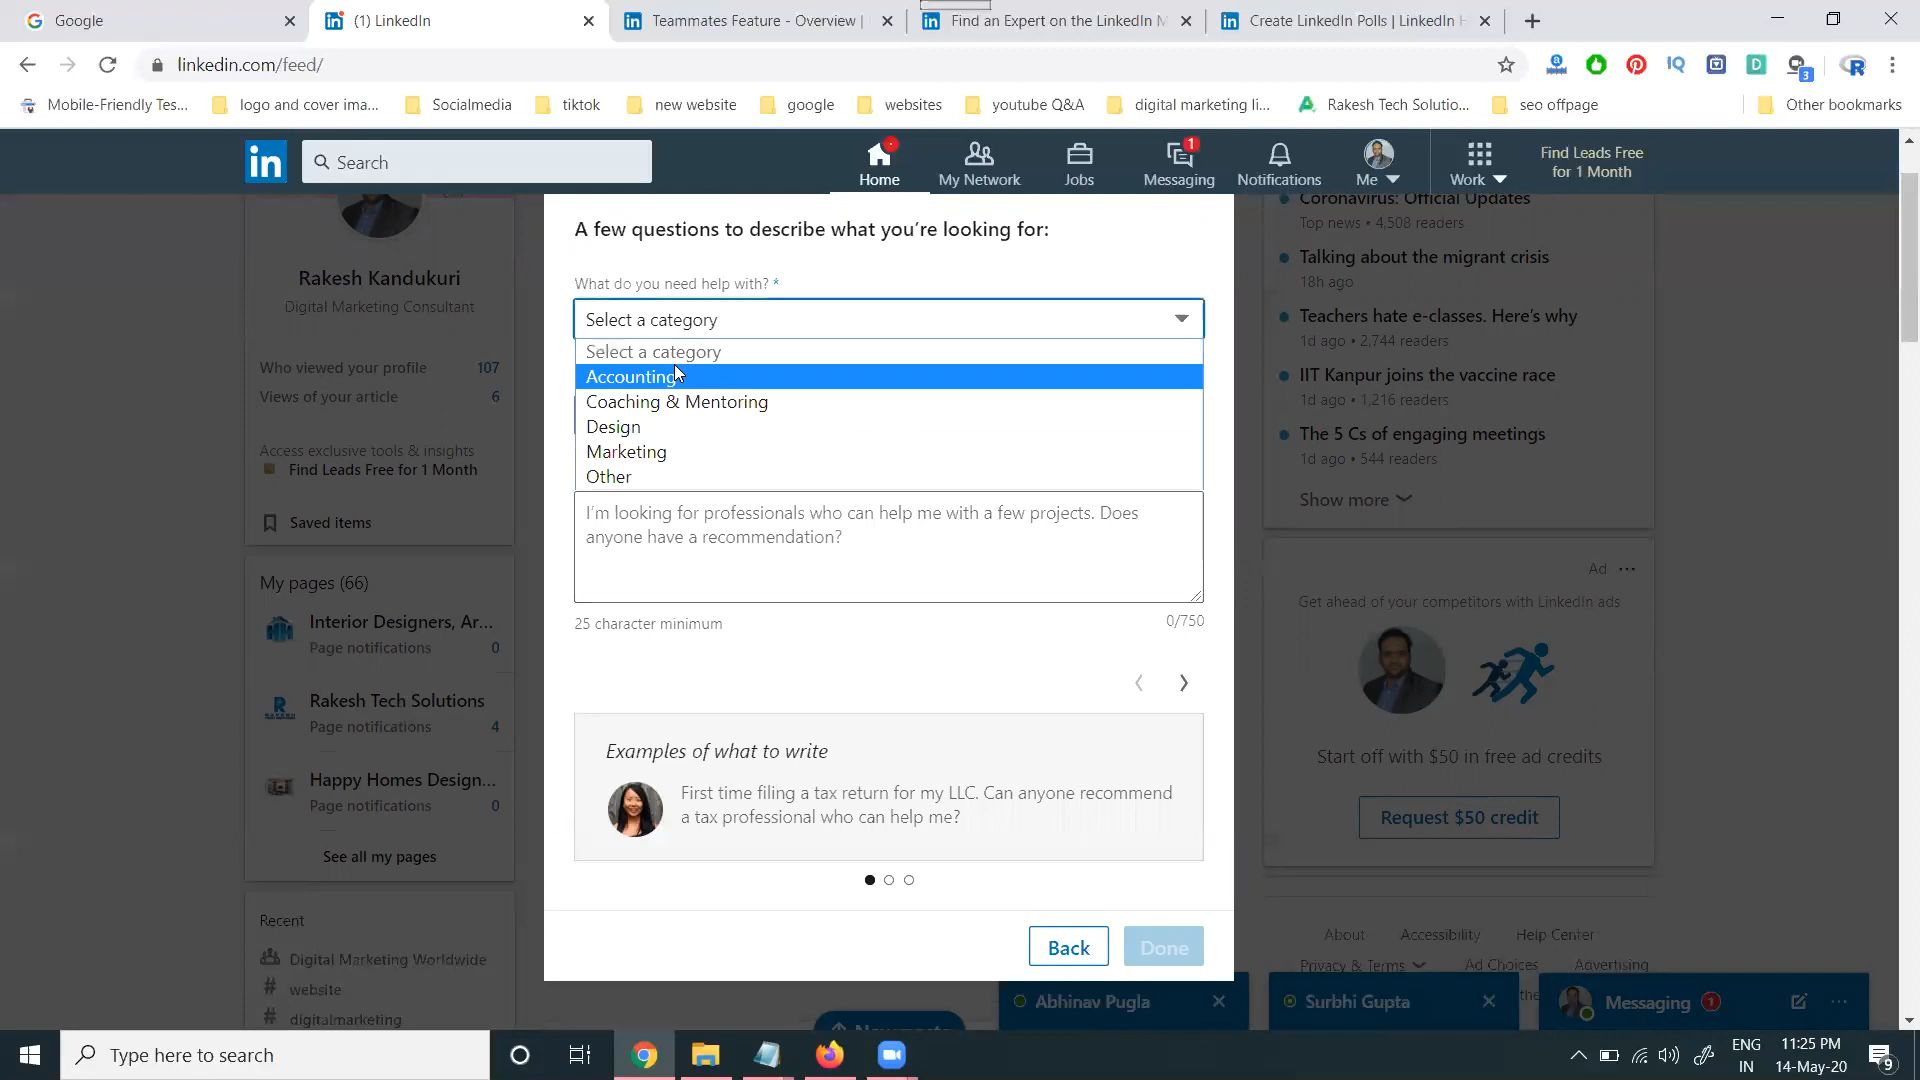 Google
(1) LinkedIn
Teammates Feature - Overview |
Find an Expert on the LinkedIn M
Create LinkedIn Polls | LinkedIn H
linkedin.com/feed/
3
Mobile-Friendly Tes...
logo and cover ima...
Socialmedia
tiktok
new website
google
websites
youtube Q&A
digital marketing li...
Rakesh Tech Solutio...
seo offpage
Other bookmarks
in
Search
Home
My Network
Jobs
1
Messaging
Notifications
Me
Work
Find Leads Free
for 1 Month
Rakesh Kandukuri
Digital Marketing Consultant
Who viewed your profile 107
Views of your article 6
Access exclusive tools & insights
Find Leads Free for 1 Month
Saved items
My pages (66)
Interior Designers, Ar...
Page notifications 0
Rakesh Tech Solutions
Page notifications 4
Happy Homes Design...
Page notifications 0
See all my pages
Recent
Digital Marketing Worldwide
# website
# digitalmarketing
A few questions to describe what you're looking for:
What do you need help with? *
Select a category
Select a category
Accounting
Coaching & Mentoring
Design
Marketing
Other
I'm looking for professionals who can help me with a few projects. Does
anyone have a recommendation?
25 character minimum
0/750
Examples of what to write
First time filing a tax return for my LLC. Can anyone recommend
a tax professional who can help me?
Back
Done
Coronavirus: Official Updates
Top news • 4,508 readers
Talking about the migrant crisis
18h ago
Teachers hate e-classes. Here's why
1d ago • 2,744 readers
IIT Kanpur joins the vaccine race
1d ago • 1,216 readers
The 5 Cs of engaging meetings
1d ago • 544 readers
Show more
Ad ...
Get ahead of your competitors with LinkedIn ads
Start off with $50 in free ad credits
Request $50 credit
About Accessibility Help Center
Privacy & Terms Ad Choices Advertising
Abhinav Pugla
Surbhi Gupta
Messaging 1
Type here to search
ENG
IN
11:25 PM
14-May-20
9